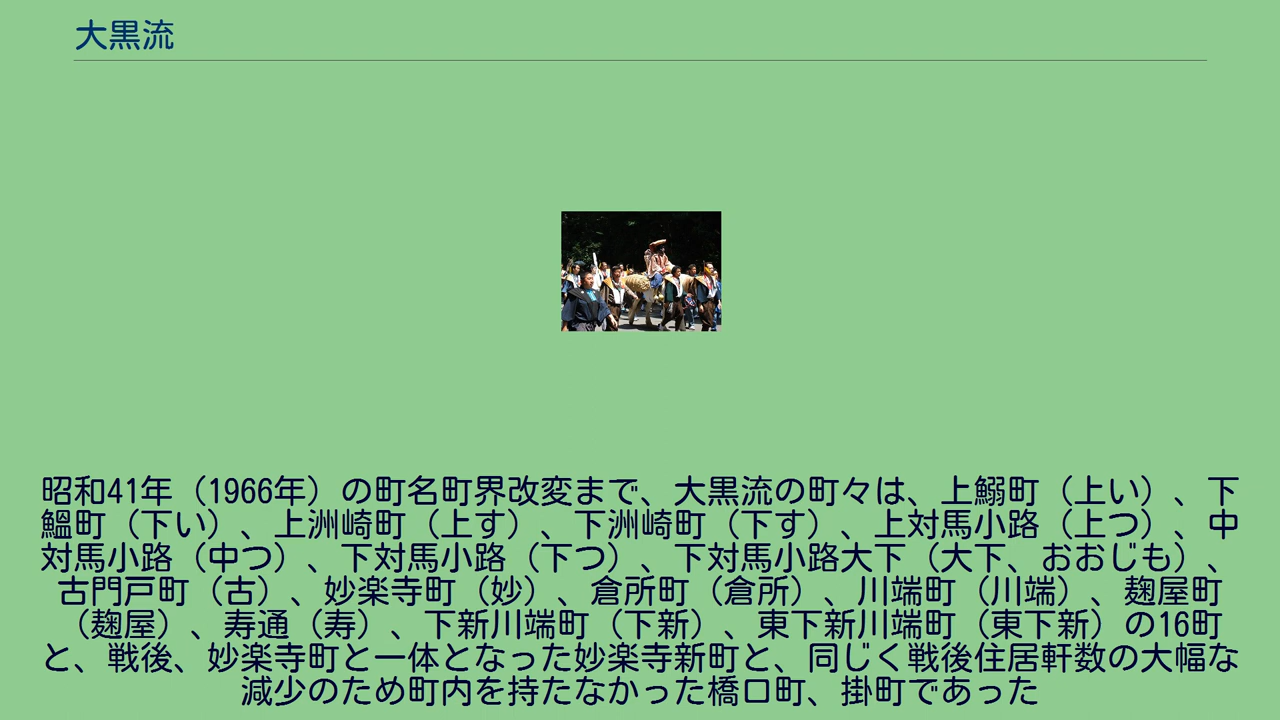 大黒流
昭和41年（1966年）の町名町界改変まで、大黒流の町々は、上鰯町（上い）、下
鰮町（下い）、上洲崎町（上す）、下洲崎町（下す）、上対馬小路（上つ）、中
対馬小路（中つ）、下対馬小路（下つ）、下対馬小路大下（大下、おおじも）、
古門戸町（古）、妙楽寺町（妙）、倉所町（倉所）、川端町（川端）、麹屋町
（麹屋）、寿通（寿）、下新川端町（下新）、東下新川端町（東下新）の16町
と、戦後、妙楽寺町と一体となった妙楽寺新町と、同じく戦後住居軒数の大幅な
減少のため町内を持たなかった橋口町、掛町であった